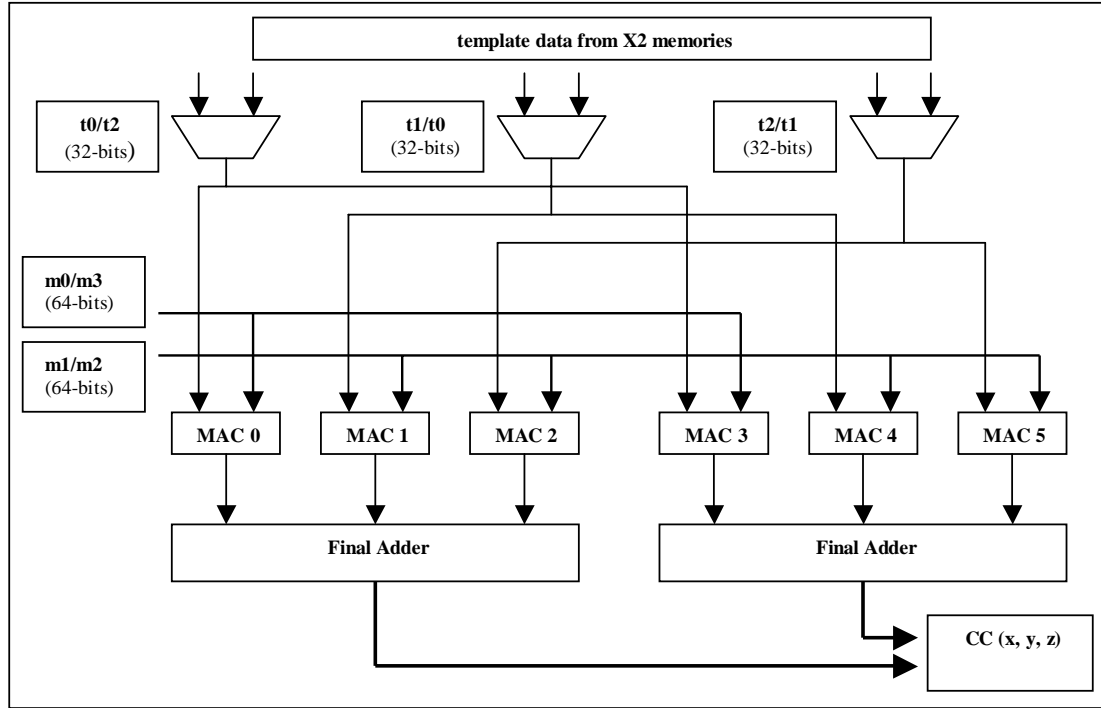 template data from X2 memories
t0/t2
(32-bits)
t1/t0
(32-bits)
t2/t1
(32-bits)
m0/m3
(64-bits)
m1/m2
(64-bits)
MAC 0
MAC 1
MAC 2
MAC 3
MAC 4
MAC 5
Final Adder
Final Adder
CC (x, y, z)